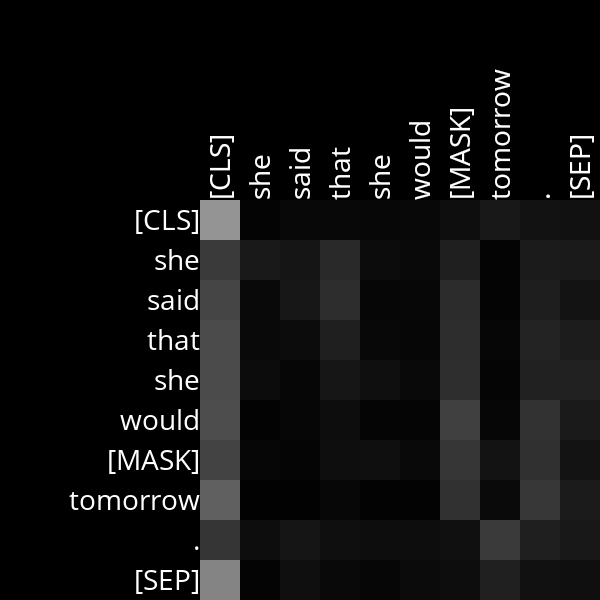 [CLS] she said that she would [MASK] tomorrow . [SEP]
[CLS]
she
said
that
she
would
[MASK]
tomorrow
.
[SEP]